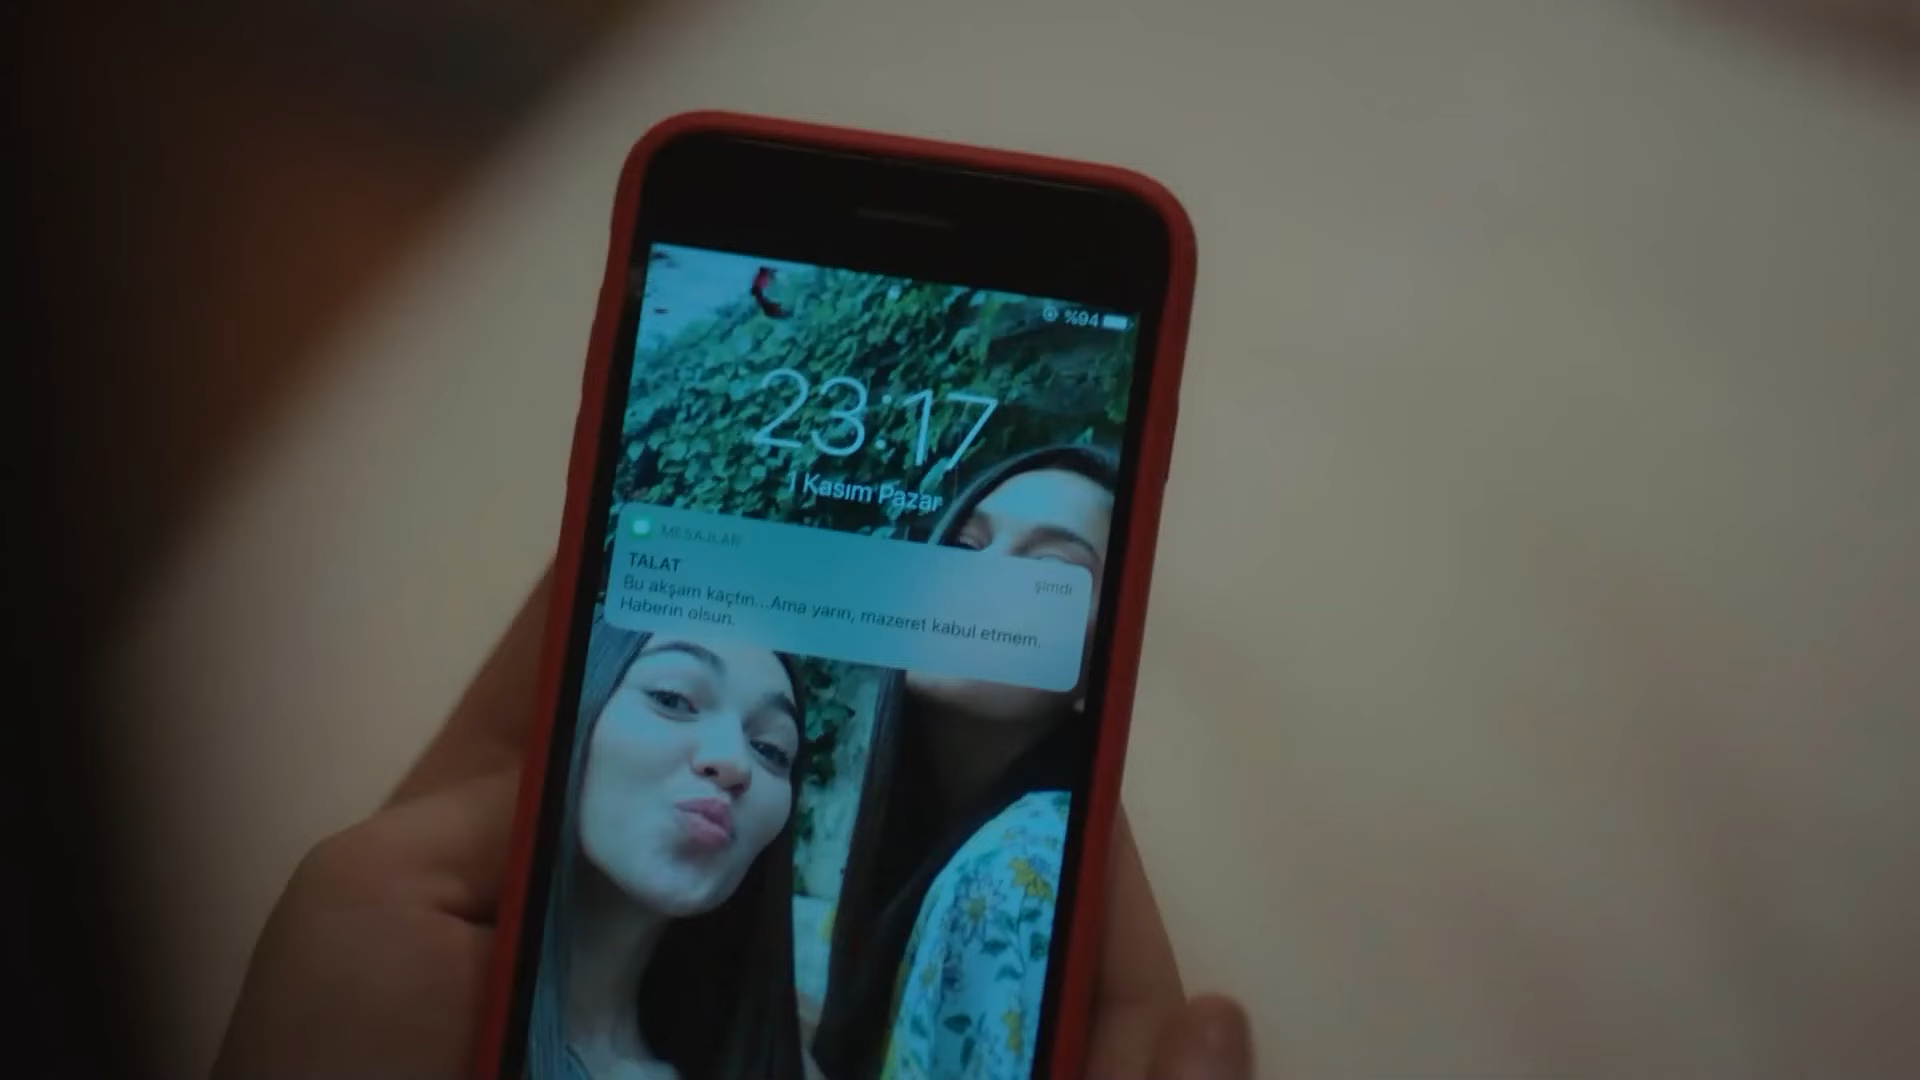 %94
23:17
1 Kasım Pazar
MESAJLAR
TALAT
şimdi
Bu akşam kaçtın...Ama yarın, mazeret kabul etmem.
Haberin olsun.